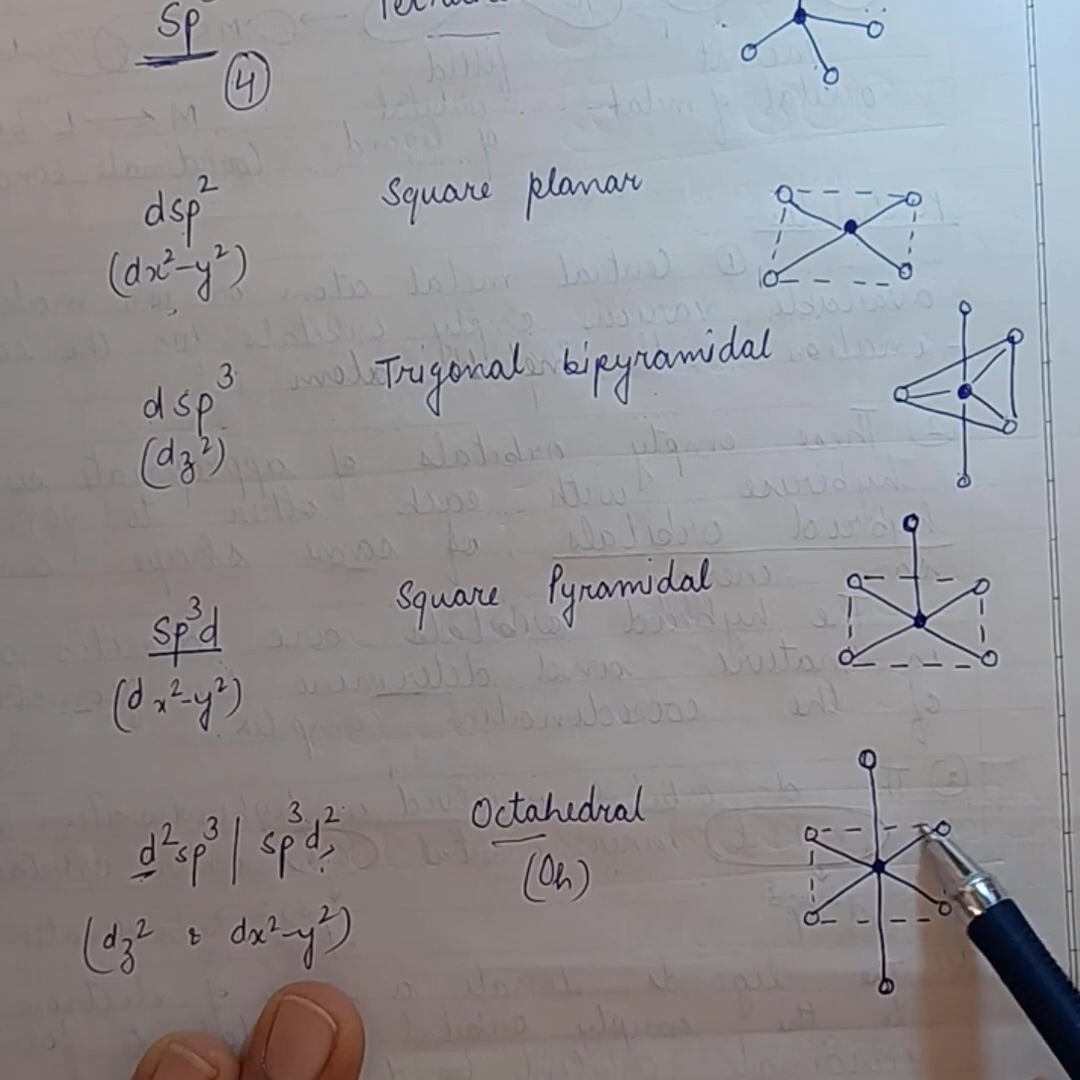 sp³
④
dsp² Square planar
(dx²-y²)
dsp³ Trigonal bipyramidal
(dz²)
sp³d Square Pyramidal
(dx²-y²)
d²sp³ | sp³d² Octahedral
(Oh)
(dz² & dx²-y²)